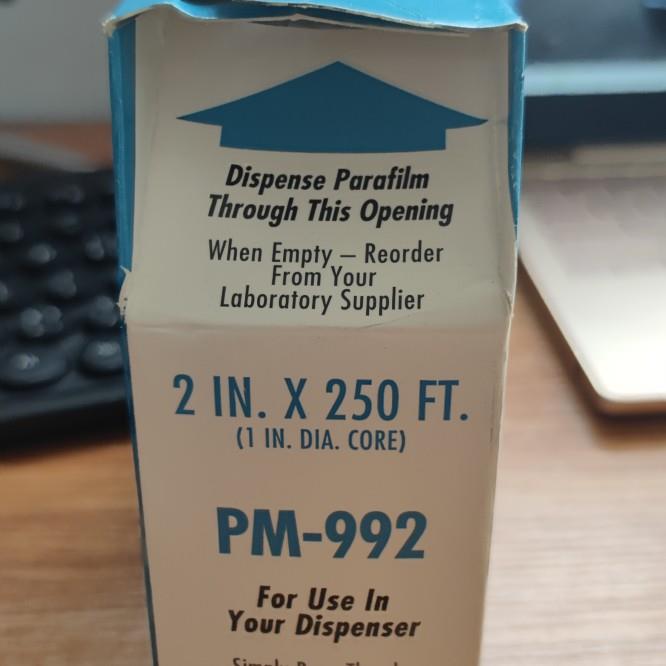 Dispense Parafilm
Through This Opening
When Empty – Reorder
From Your
Laboratory Supplier
2 IN. X 250 FT.
(1 IN. DIA. CORE)
PM-992
For Use In
Your Dispenser
Simply